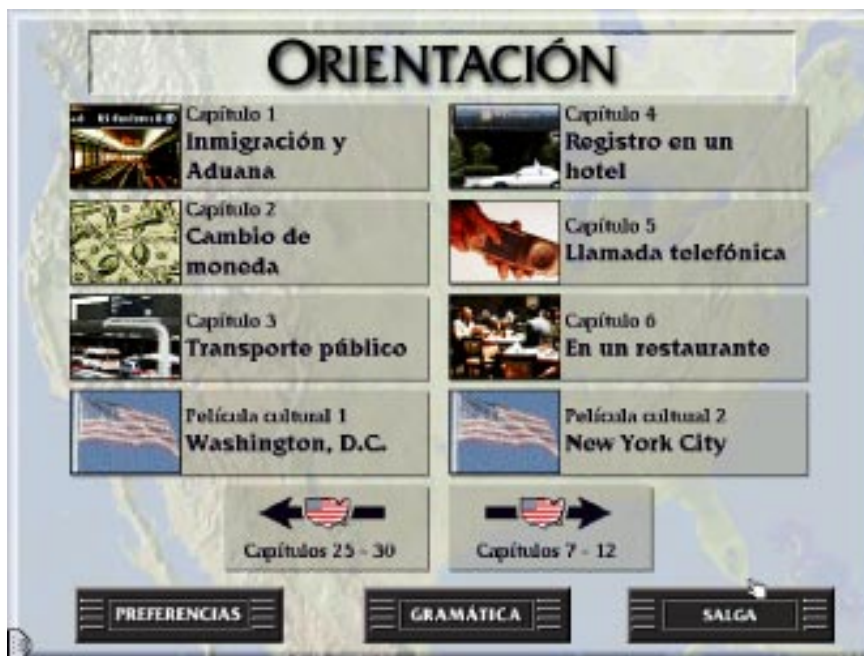 ORIENTACIÓN
Capítulo 1
Inmigración y
Aduana
Capítulo 2
Cambio de
moneda
Capítulo 3
Transporte público
Película cultural 1
Washington, D.C.
Capítulo 4
Registro en un
hotel
Capítulo 5
Llamada telefónica
Capítulo 6
En un restaurante
Película cultural 2
New York City
Capítulos 25 - 30
Capítulos 7 - 12
PREFERENCIAS
GRAMÁTICA
SALGA